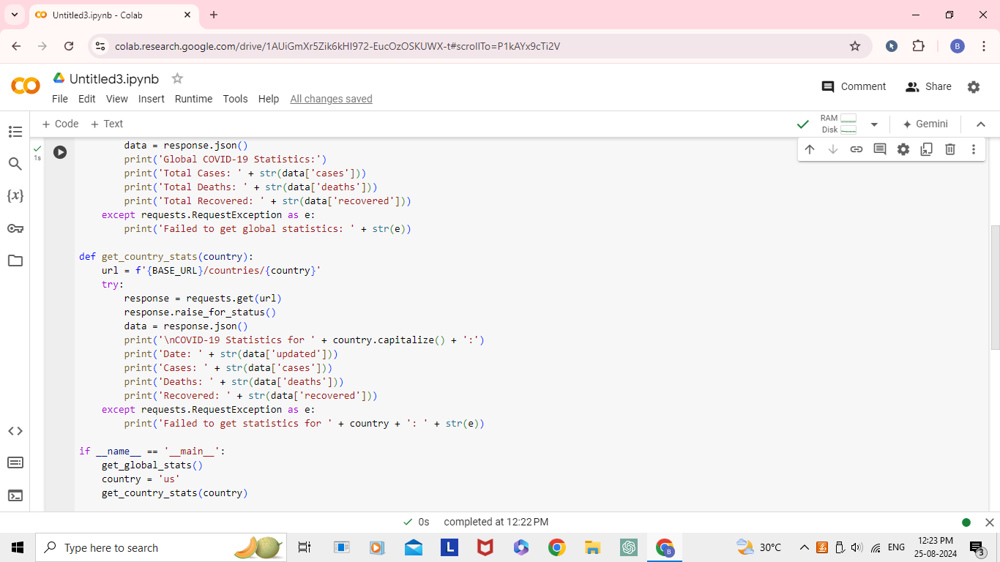 Untitled3.ipynb - Colab
colab.research.google.com/drive/1AUiGmXr5Zik6kHI972-EucOzOSKUWX-t#scrollTo=P1kAYx9cTi2V
B
Untitled3.ipynb
File Edit View Insert Runtime Tools Help All changes saved
Comment
Share
+ Code + Text
RAM
Disk
Gemini
1s
data = response.json()
print('Global COVID-19 Statistics:')
print('Total Cases: ' + str(data['cases']))
print('Total Deaths: ' + str(data['deaths']))
print('Total Recovered: ' + str(data['recovered']))
except requests.RequestException as e:
print('Failed to get global statistics: ' + str(e))
def get_country_stats(country):
url = f'{BASE_URL}/countries/{country}'
try:
response = requests.get(url)
response.raise_for_status()
data = response.json()
print('\nCOVID-19 Statistics for ' + country.capitalize() + ':')
print('Date: ' + str(data['updated']))
print('Cases: ' + str(data['cases']))
print('Deaths: ' + str(data['deaths']))
print('Recovered: ' + str(data['recovered']))
except requests.RequestException as e:
print('Failed to get statistics for ' + country + ': ' + str(e))
if __name__ == '__main__':
get_global_stats()
country = 'us'
get_country_stats(country)
0s completed at 12:22 PM
Type here to search
L
B
30°C
ENG
12:23 PM
25-08-2024
3